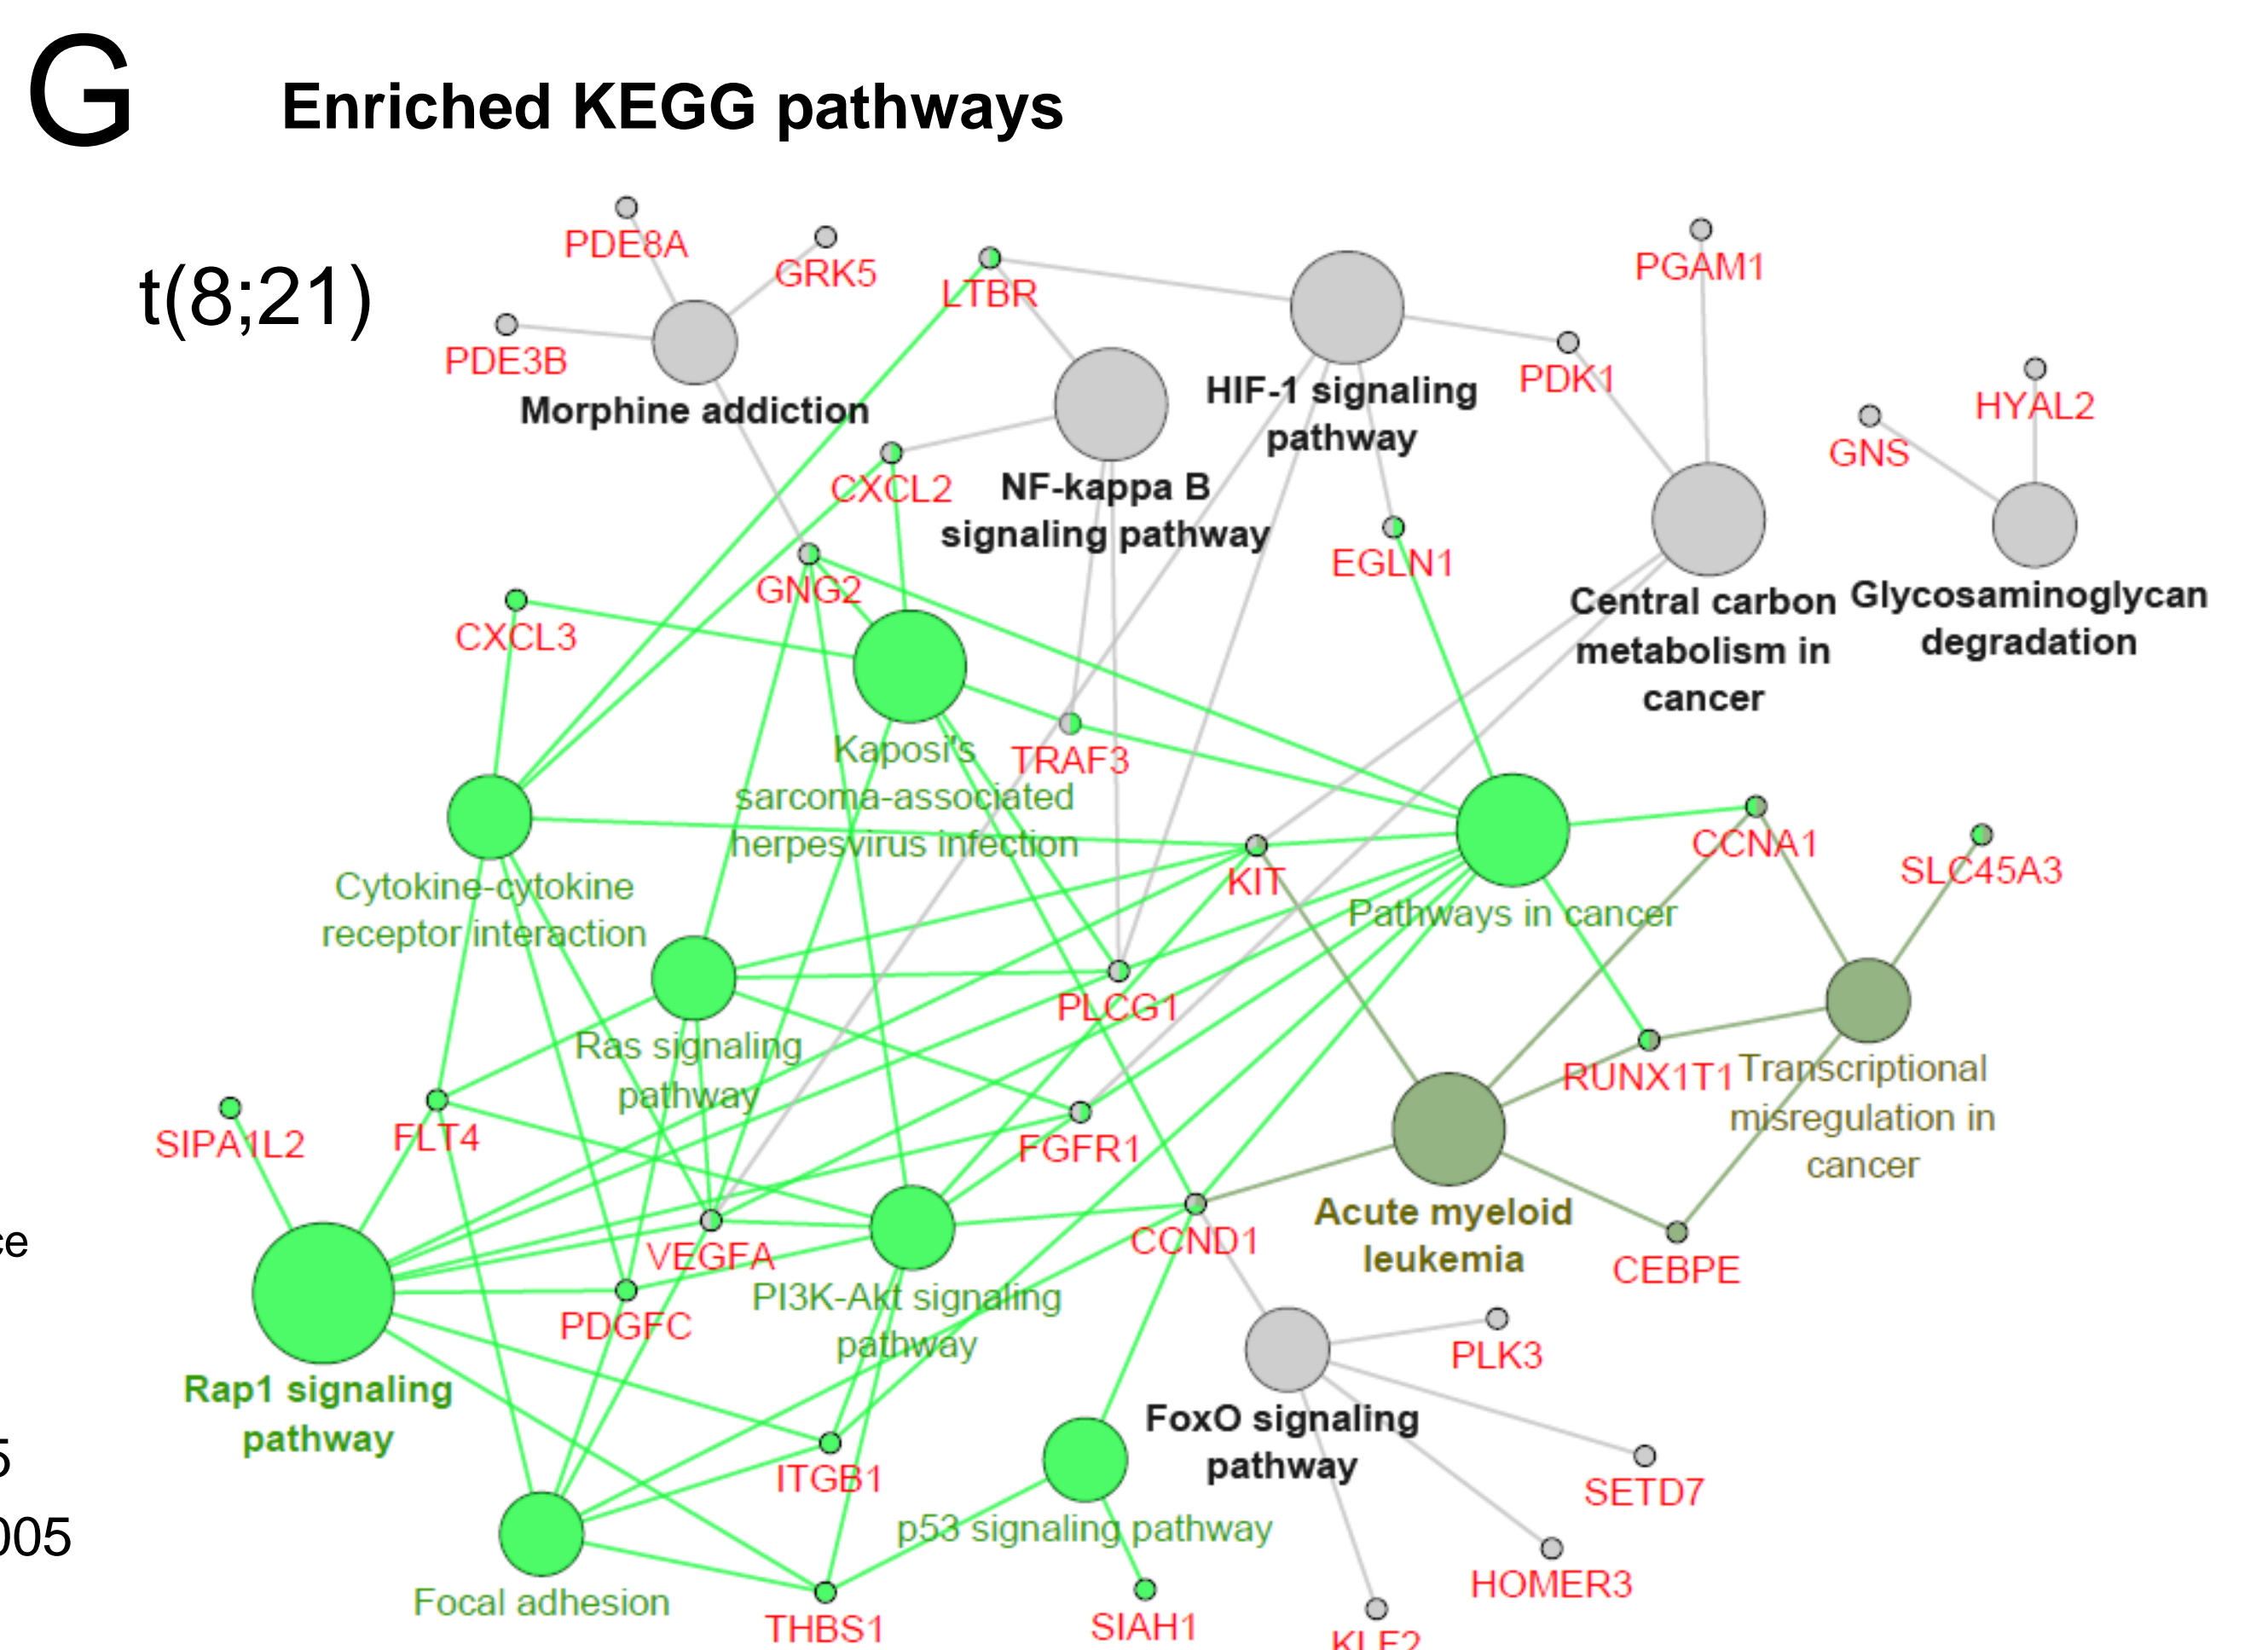 G
Enriched KEGG pathways
t(8;21)
PDE8A
GRK5
LTBR
PGAM1
PDE3B
PDK1
Morphine addiction
HIF-1 signaling
pathway
HYAL2
GNS
CXCL2
NF-kappa B
signaling pathway
EGLN1
GNG2
CXCL3
Central carbon
metabolism in
cancer
Glycosaminoglycan
degradation
Kaposi's
sarcoma-associated
herpesvirus infection
TRAF3
CCNA1
SLC45A3
KIT
Cytokine-cytokine
receptor interaction
Pathways in cancer
PLCG1
Ras signaling
pathway
RUNX1T1
Transcriptional
misregulation in
cancer
SIPA1L2
FLT4
FGFR1
ce
VEGFA
CCND1
Acute myeloid
leukemia
CEBPE
PDGFC
PI3K-Akt signaling
pathway
PLK3
Rap1 signaling
pathway
FoxO signaling
pathway
5
ITGB1
SETD7
005
p53 signaling pathway
HOMER3
Focal adhesion
THBS1
SIAH1